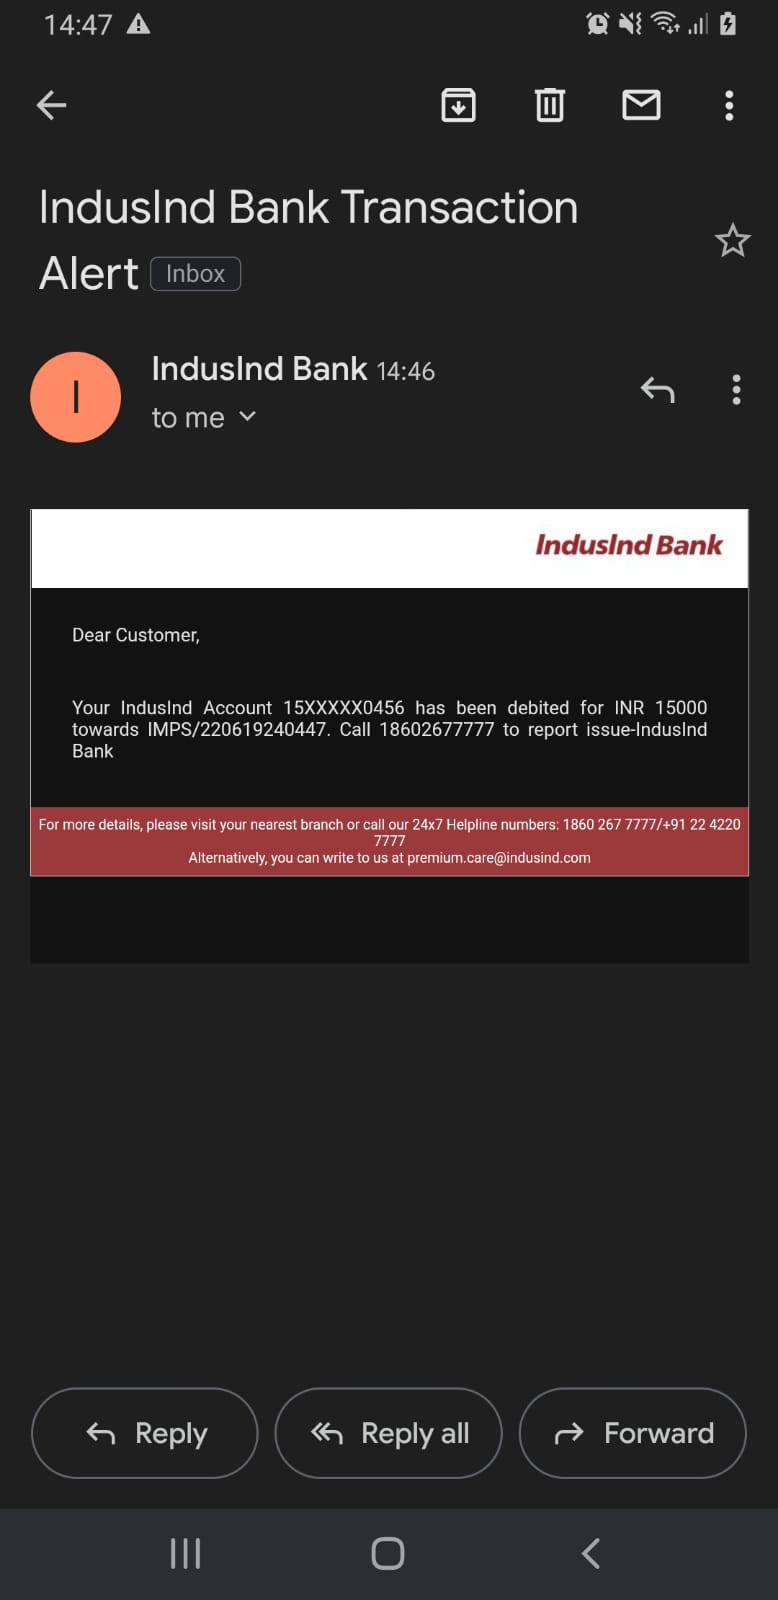 14:47
IndusInd Bank Transaction
Alert Inbox
IndusInd Bank 14:46
I
to me
IndusInd Bank
Dear Customer,
Your IndusInd Account 15XXXXX0456 has been debited for INR 15000
towards IMPS/220619240447. Call 18602677777 to report issue-IndusInd
Bank
For more details, please visit your nearest branch or call our 24x7 Helpline numbers: 1860 267 7777/+91 22 4220
7777
Alternatively, you can write to us at premium.care@indusind.com
Reply Reply all Forward